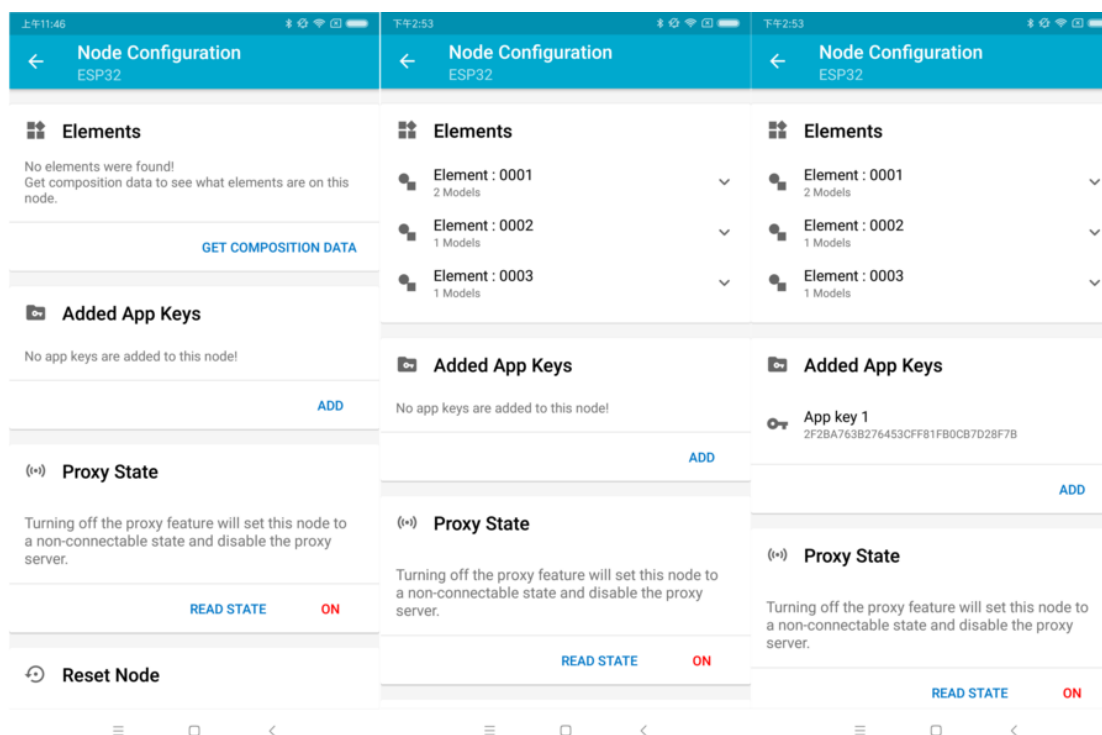 上午11:46
Node Configuration
ESP32
Elements
No elements were found!
Get composition data to see what elements are on this
node.
GET COMPOSITION DATA
Added App Keys
No app keys are added to this node!
ADD
Proxy State
Turning off the proxy feature will set this node to
a non-connectable state and disable the proxy
server.
READ STATE
ON
Reset Node
下午2:53
Node Configuration
ESP32
Elements
Element : 0001
2 Models
Element : 0002
1 Models
Element : 0003
1 Models
Added App Keys
No app keys are added to this node!
ADD
Proxy State
Turning off the proxy feature will set this node to
a non-connectable state and disable the proxy
server.
READ STATE
ON
下午2:53
Node Configuration
ESP32
Elements
Element : 0001
2 Models
Element : 0002
1 Models
Element : 0003
1 Models
Added App Keys
App key 1
2F2BA763B276453CFF81FB0CB7D28F7B
ADD
Proxy State
Turning off the proxy feature will set this node to
a non-connectable state and disable the proxy
server.
READ STATE
ON